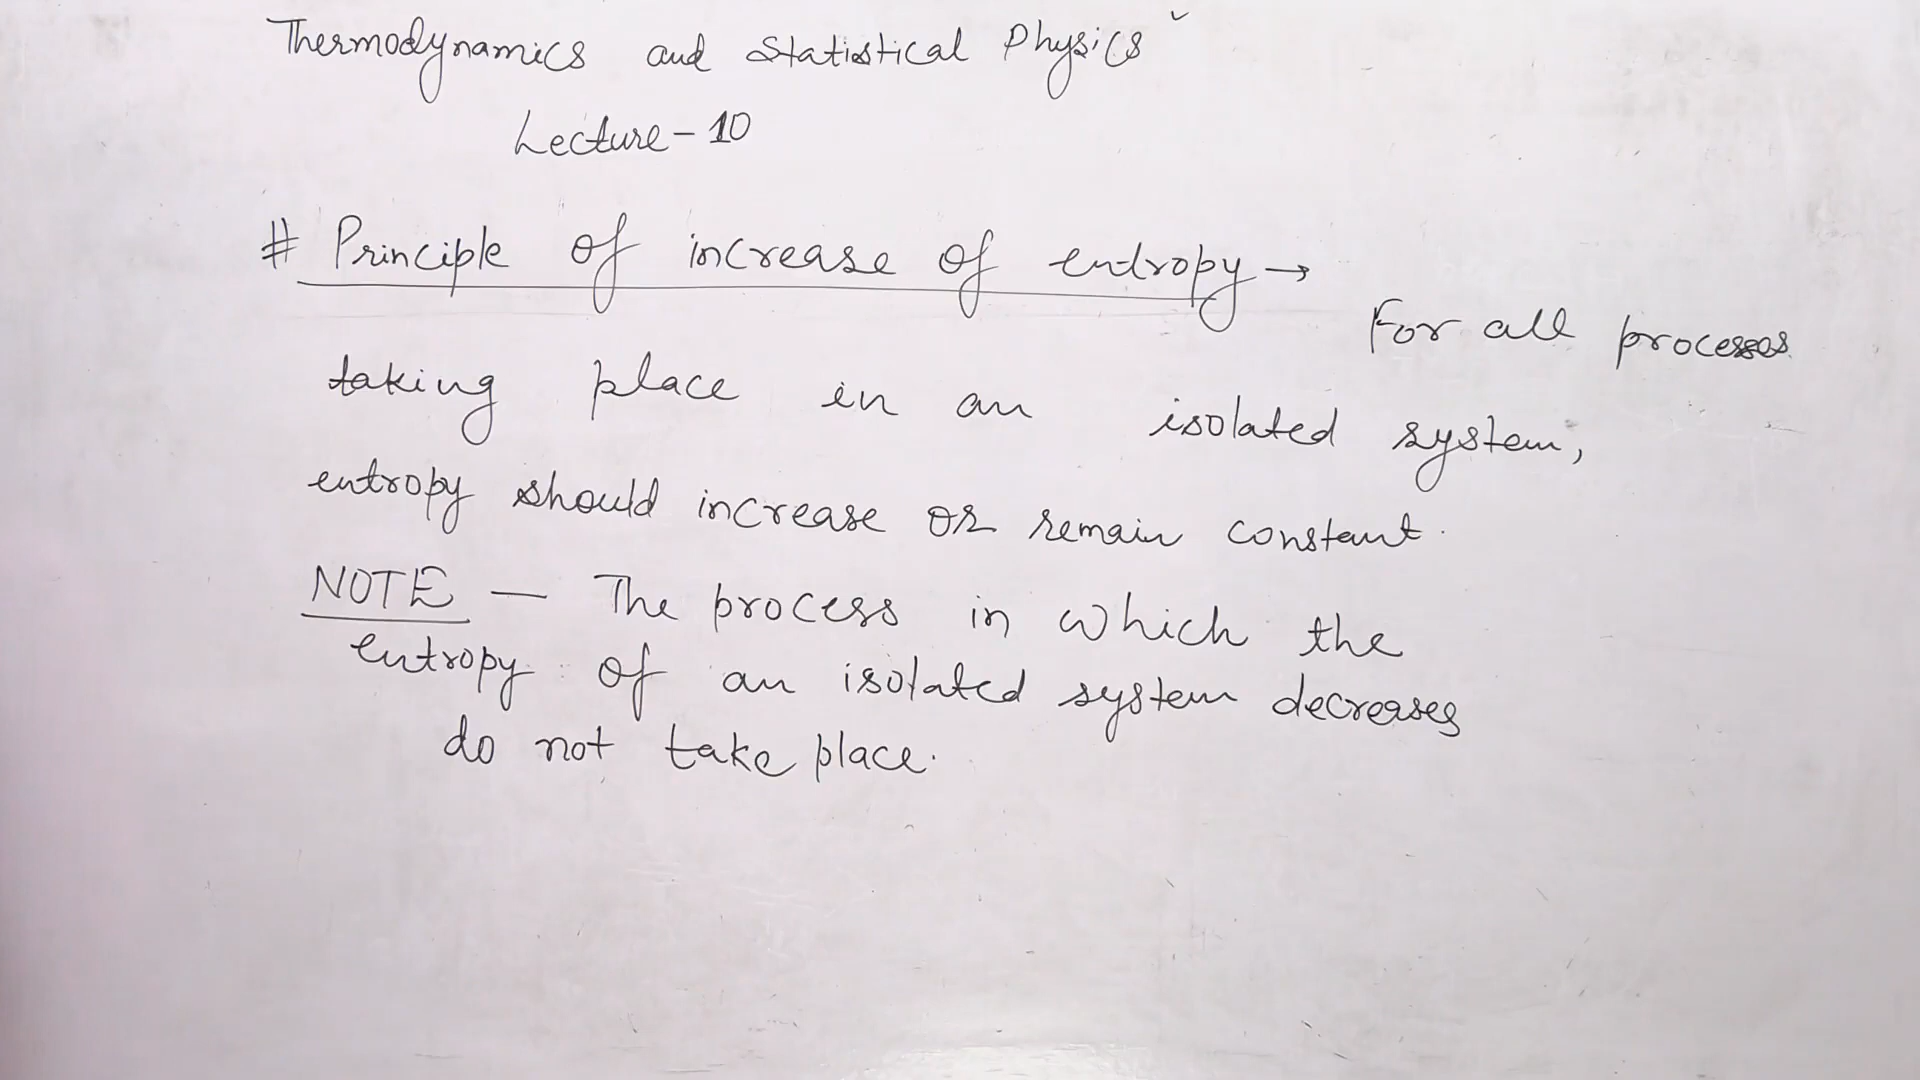 Thermodynamics and Statistical Physics
Lecture - 10
# Principle of increase of entropy →
For all processes
taking place in an isolated system,
entropy should increase or remain constant.
NOTE — The process in which the
entropy of an isolated system decreases
do not take place.